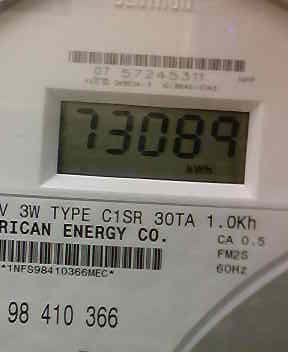 07 57245311
73089
kWh
V 3W TYPE C1SR 30TA 1.0Kh
RICAN ENERGY CO.
CA 0.5
FM2S
60Hz
*1NFS98410366MEC*
98 410 366